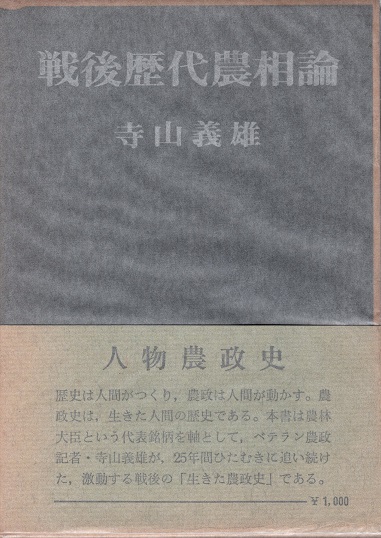 戦後歴代農相論
寺山義雄
人物農政史
歴史は人間がつくり，農政は人間が動かす。農
政史は，生きた人間の歴史である。本書は農林
大臣という代表銘柄を軸として，ベテラン農政
記者・寺山義雄が，25年間ひたむきに追い続け
た，激動する戦後の「生きた農政史」である。
￥1,000